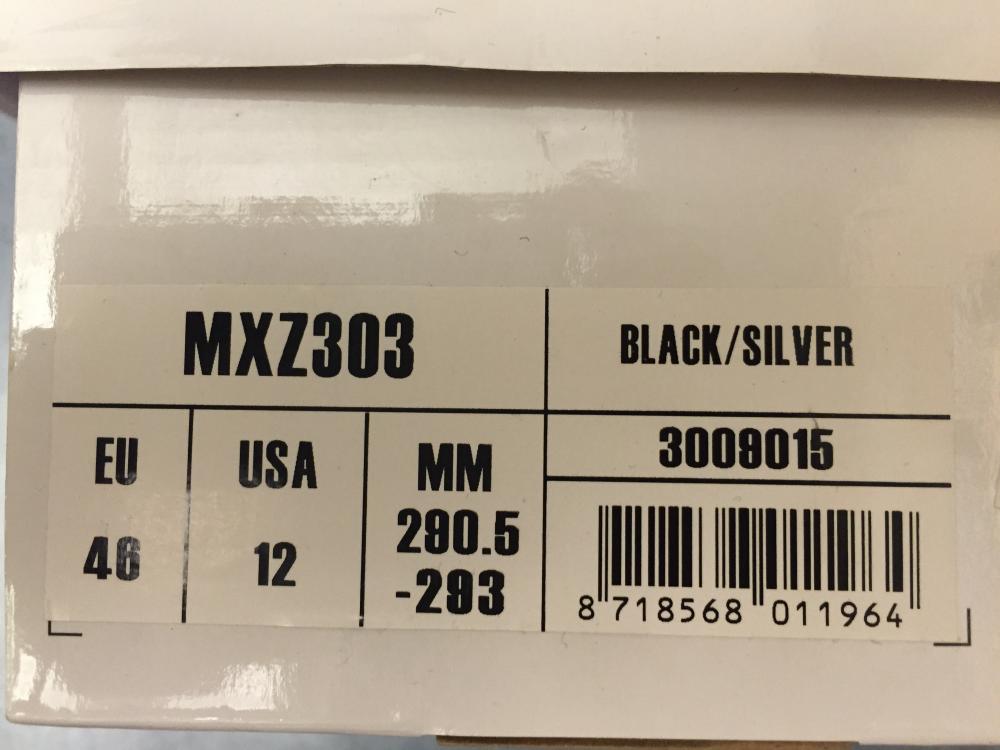 MXZ303
BLACK/SILVER
EU
46
USA
12
MM
290.5
-293
3009015
8 718568 011964